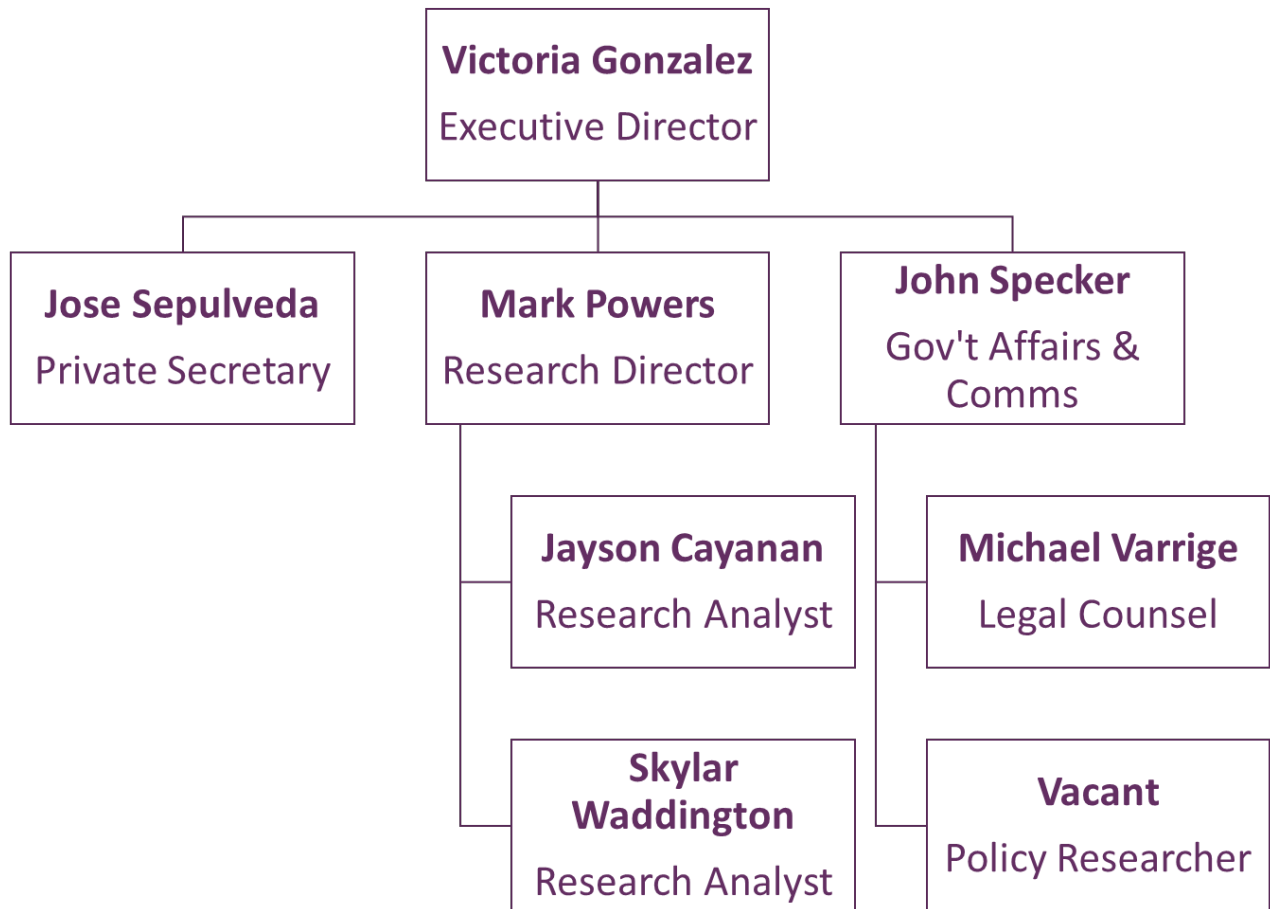 Victoria Gonzalez
Executive Director
Jose Sepulveda
Private Secretary
Mark Powers
Research Director
John Specker
Gov't Affairs &
Comms
Jayson Cayanan
Research Analyst
Skylar
Waddington
Research Analyst
Michael Varrige
Legal Counsel
Vacant
Policy Researcher